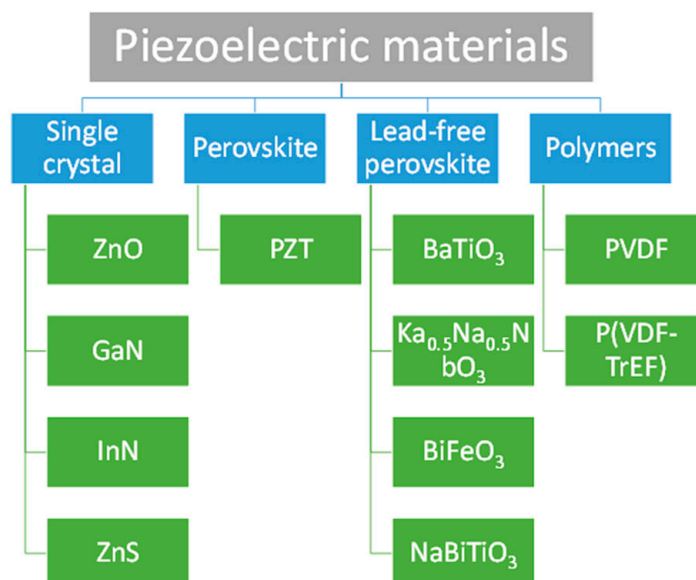 Piezoelectric materials
Single
crystal
Perovskite
Lead-free
perovskite
Polymers
ZnO
PZT
BaTiO₃
PVDF
GaN
Ka₀.₅Na₀.₅N
bO₃
P(VDF-
TrEF)
InN
BiFeO₃
ZnS
NaBiTiO₃